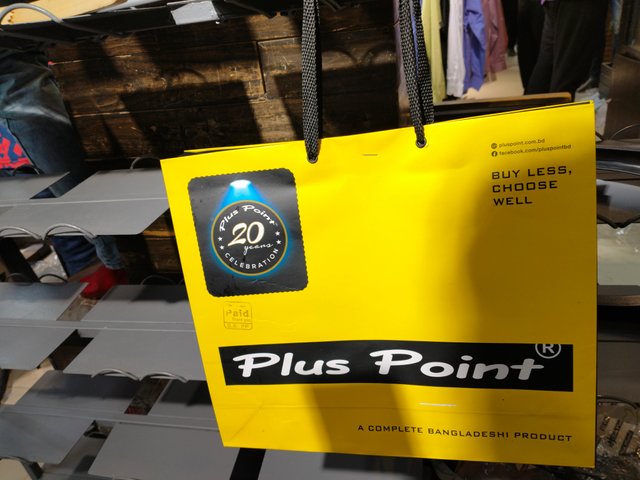 pluspoint.com.bd
facebook.com/pluspointbd
BUY LESS,
CHOOSE
WELL
Plus Point
20
years
CELEBRATION
Paid
Plus Point ®
A COMPLETE BANGLADESHI PRODUCT